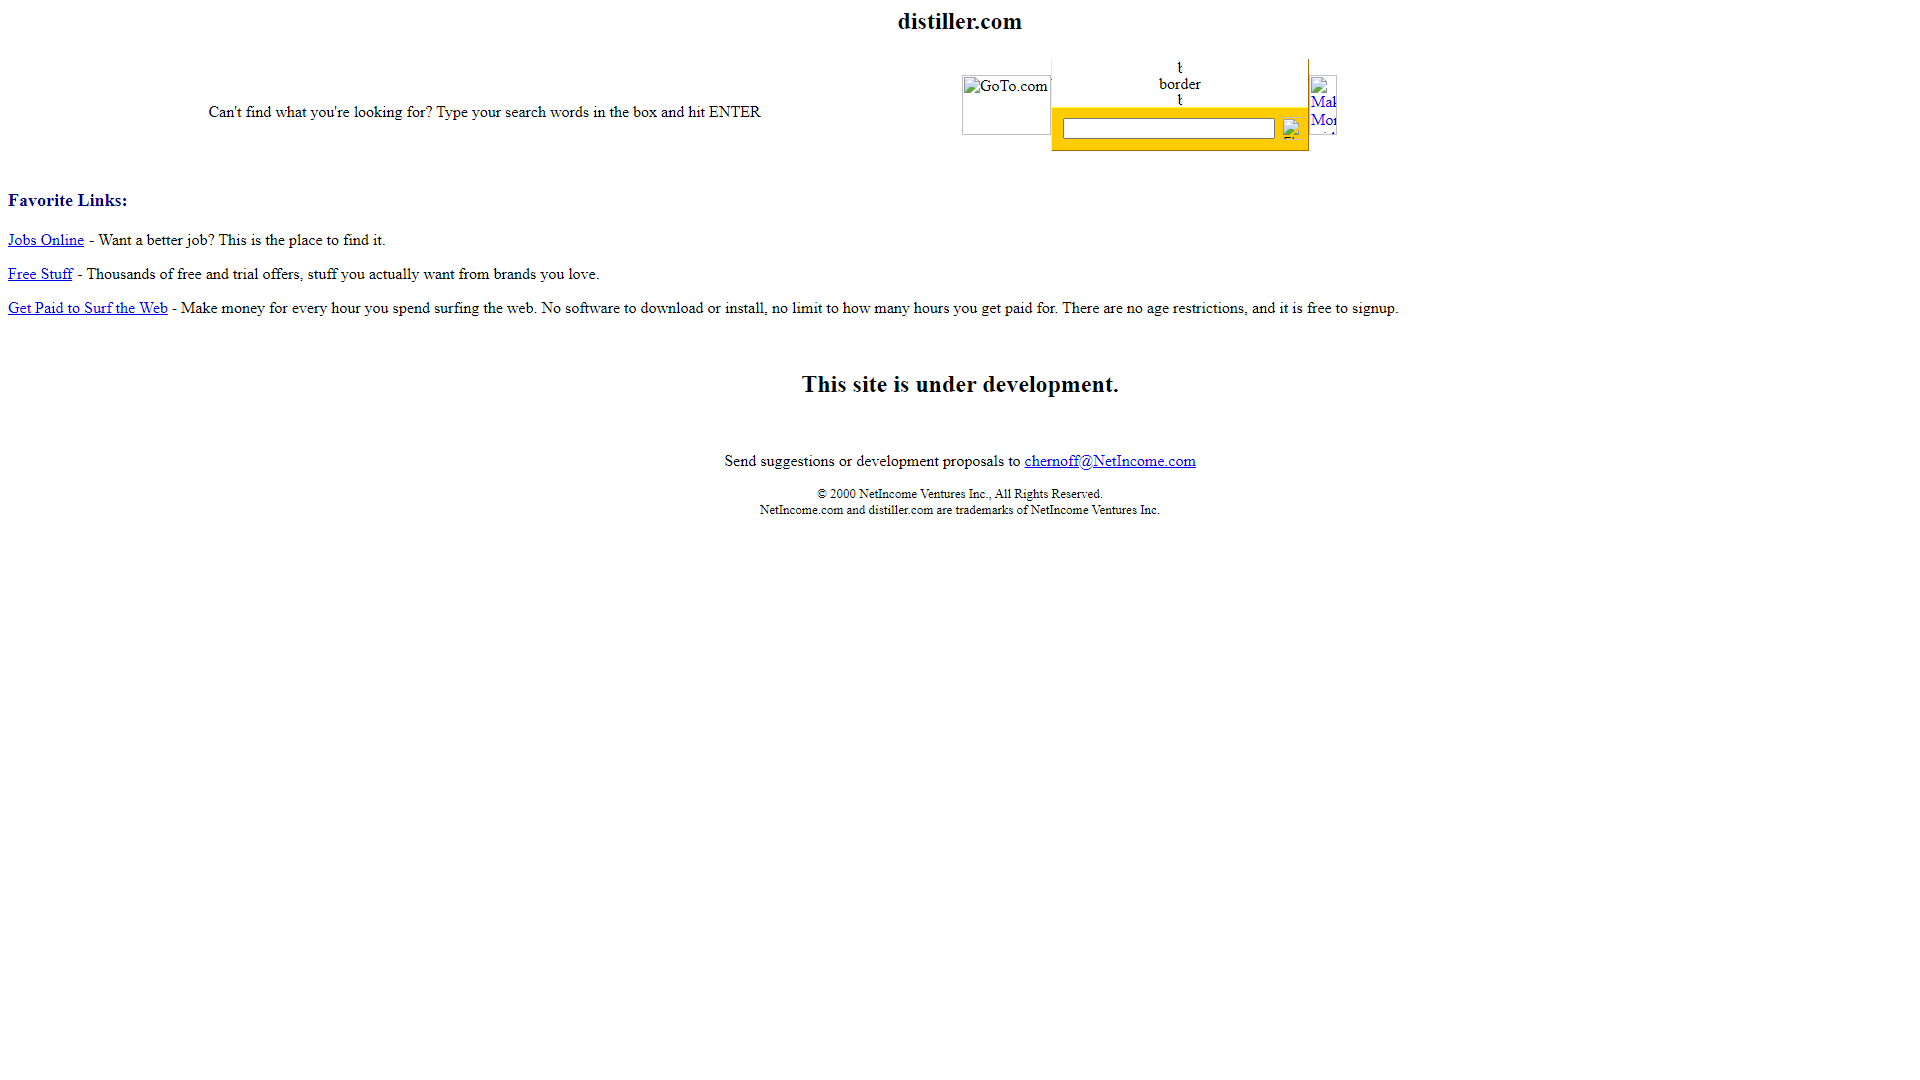 distiller.com
Can't find what you're looking for? Type your search words in the box and hit ENTER
GoTo.com
border
Favorite Links:
Jobs Online - Want a better job? This is the place to find it.
Free Stuff - Thousands of free and trial offers, stuff you actually want from brands you love.
Get Paid to Surf the Web - Make money for every hour you spend surfing the web. No software to download or install, no limit to how many hours you get paid for. There are no age restrictions, and it is free to signup.
This site is under development.
Send suggestions or development proposals to chernoff@NetIncome.com
© 2000 NetIncome Ventures Inc., All Rights Reserved.
NetIncome.com and distiller.com are trademarks of NetIncome Ventures Inc.